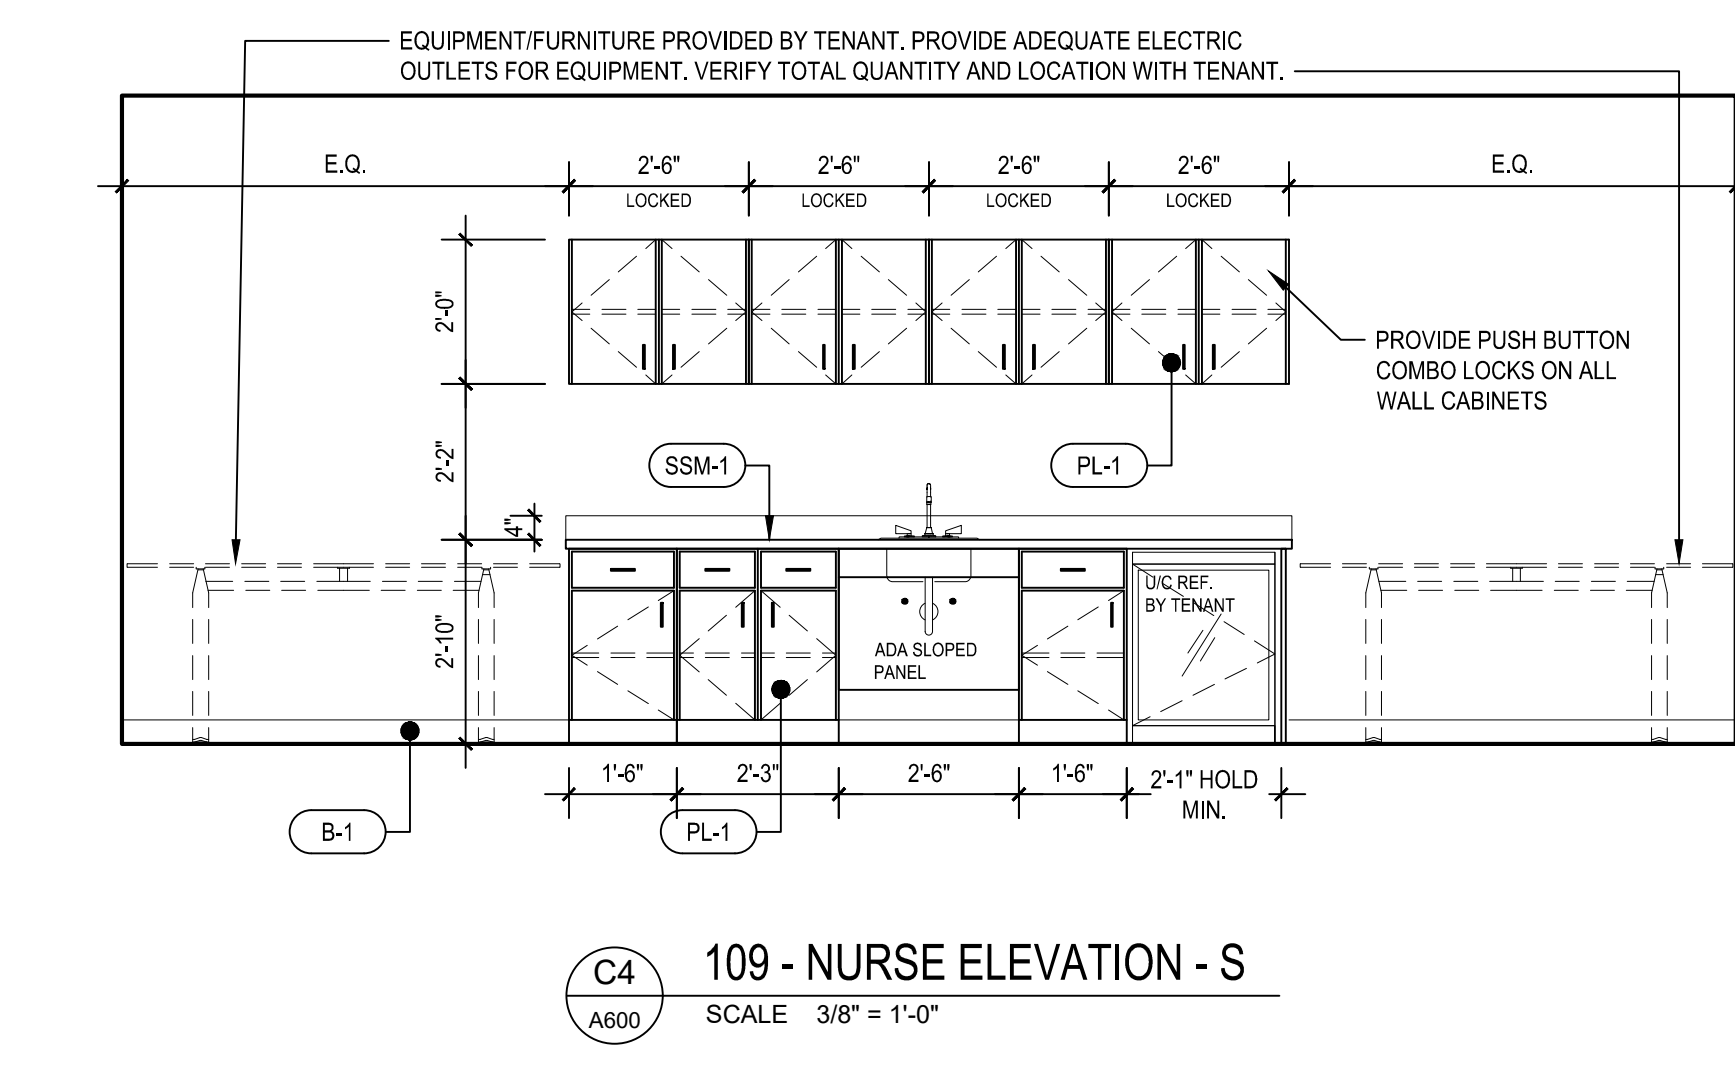 EQUIPMENT/FURNITURE PROVIDED BY TENANT. PROVIDE ADEQUATE ELECTRIC
OUTLETS FOR EQUIPMENT. VERIFY TOTAL QUANTITY AND LOCATION WITH TENANT.
E.Q.
2'-6"
2'-6"
2'-6"
2'-6"
E.Q.
LOCKED
LOCKED
LOCKED
LOCKED
2'-0"
PROVIDE PUSH BUTTON
COMBO LOCKS ON ALL
WALL CABINETS
2'-2"
SSM-1
PL-1
4"
2'-10"
U/C REF.
BY TENANT
ADA SLOPED
PANEL
1'-6"
2'-3"
2'-6"
1'-6"
2'-1" HOLD
MIN.
B-1
PL-1
C4
A600
109 - NURSE ELEVATION - S
SCALE 3/8" = 1'-0"